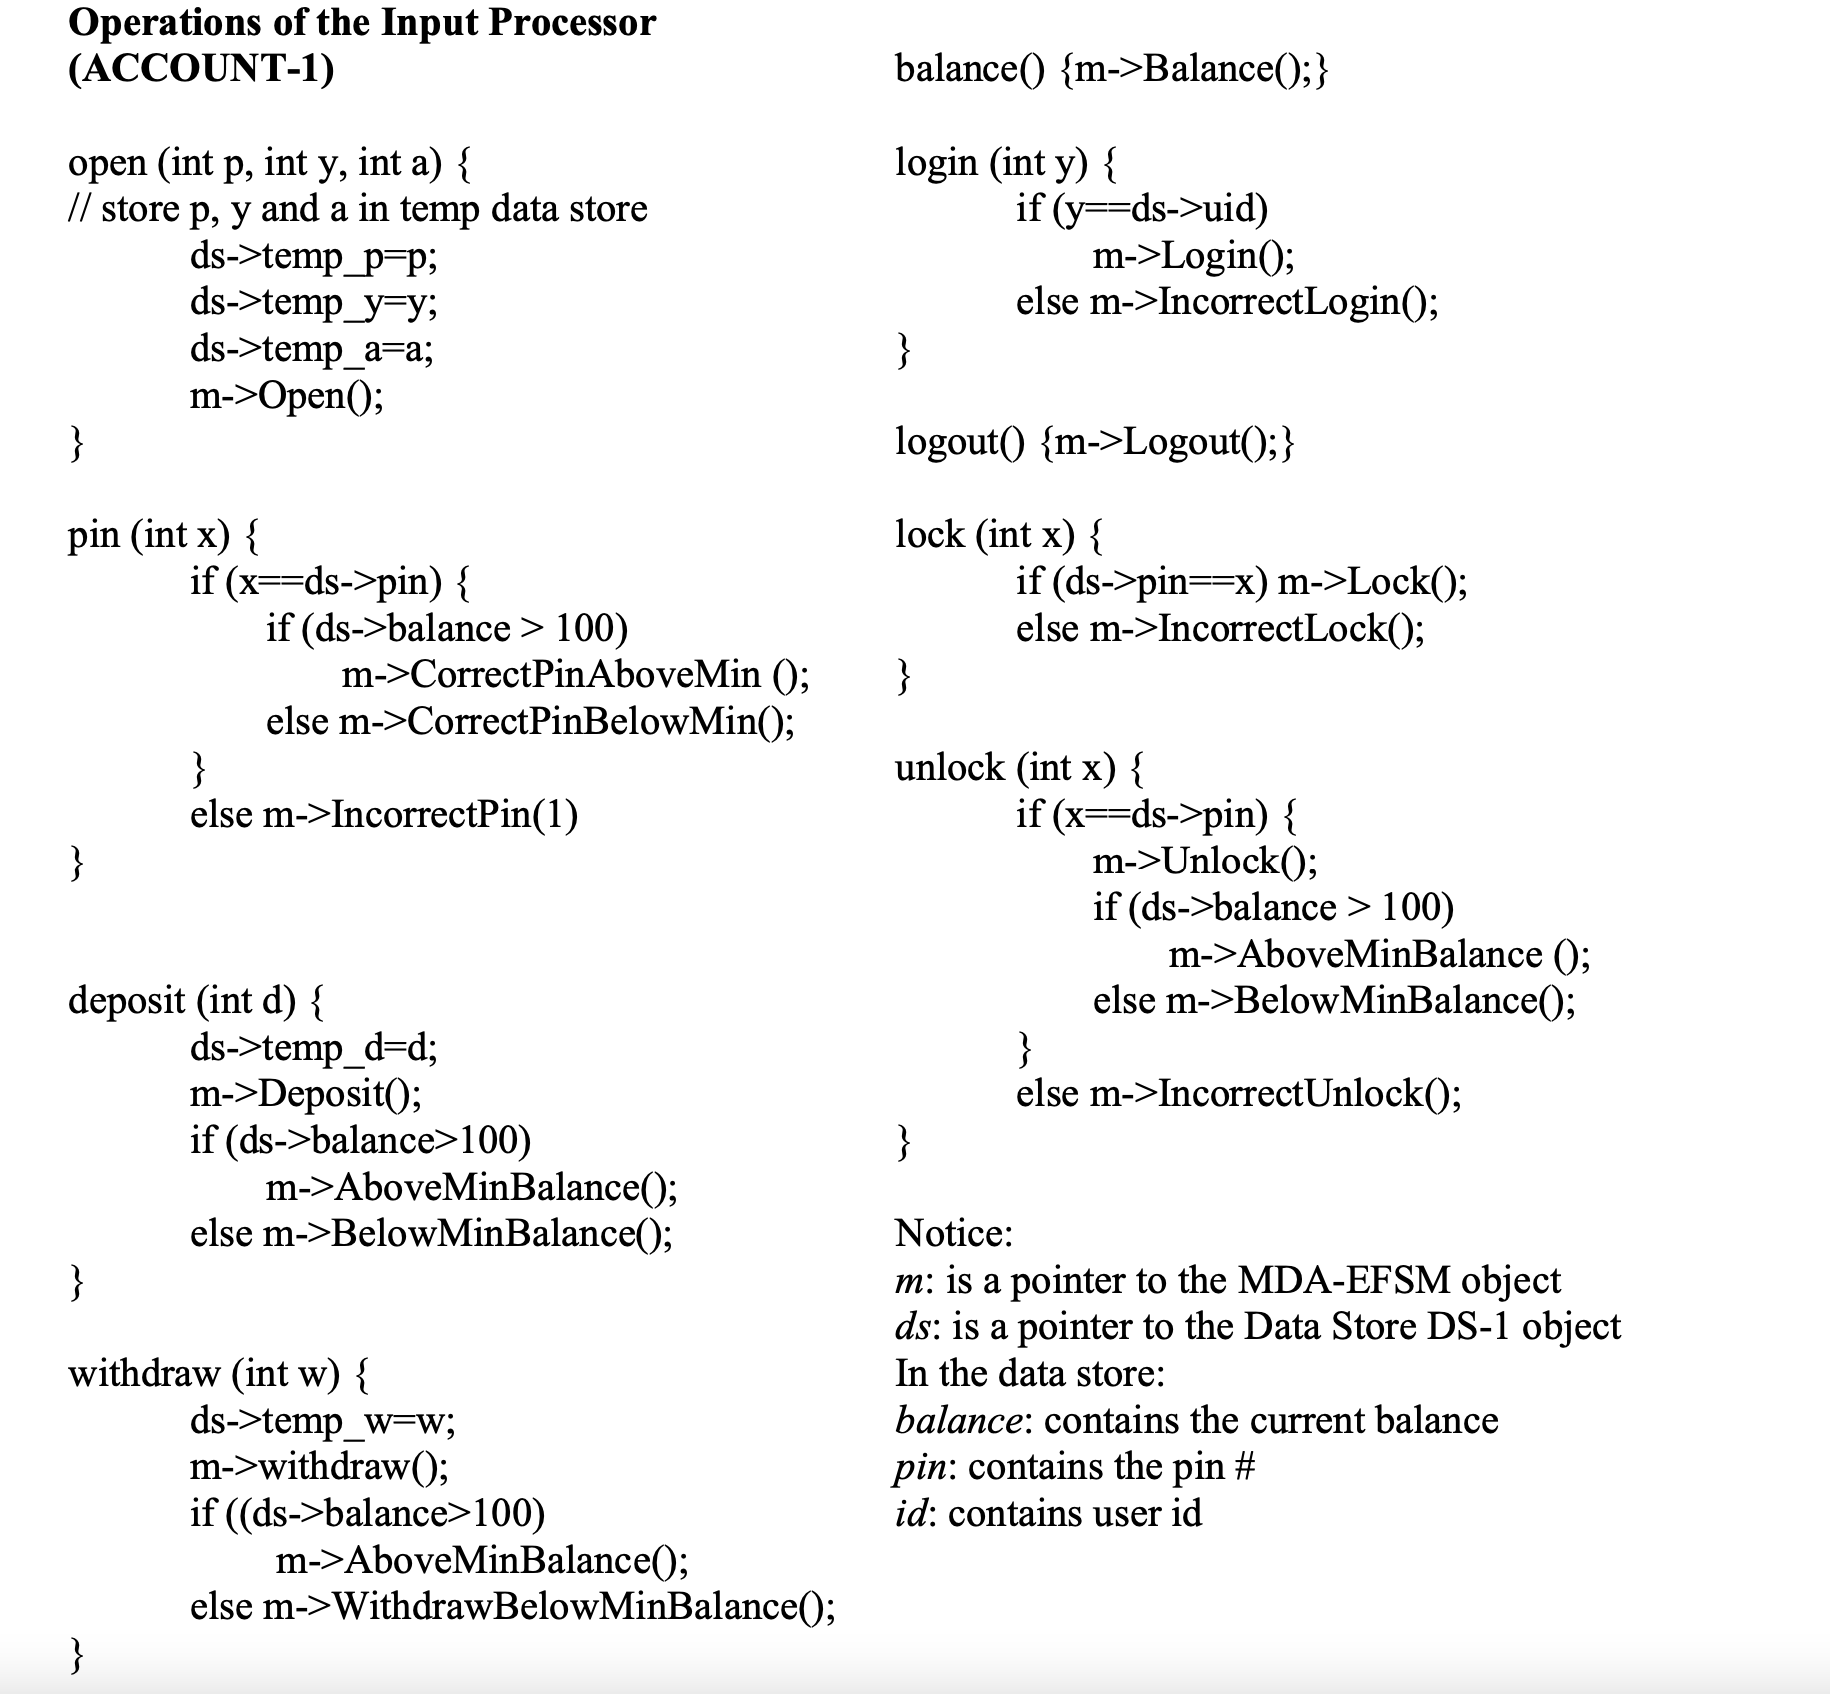 Operations of the Input Processor
(ACCOUNT-1)
open (int p, int y, int a) {
// store p, y and a in temp data store
ds->temp_p=p;
ds->temp_y=y;
ds->temp_a=a;
m->Open();
}
pin (int x) {
if (x==ds->pin) {
if (ds->balance > 100)
m->CorrectPinAboveMin ();
else m->CorrectPinBelowMin();
}
else m->IncorrectPin(1)
}
deposit (int d) {
ds->temp_d=d;
m->Deposit();
if (ds->balance>100)
m->AboveMinBalance();
else m->BelowMinBalance();
}
withdraw (int w) {
ds->temp_w=w;
m->withdraw();
if ((ds->balance>100)
m->AboveMinBalance();
else m->WithdrawBelowMinBalance();
}
balance() {m->Balance();}
login (int y) {
if (y==ds->uid)
m->Login();
else m->IncorrectLogin();
}
logout() {m->Logout();}
lock (int x) {
if (ds->pin==x) m->Lock();
else m->IncorrectLock();
}
unlock (int x) {
if (x==ds->pin) {
m->Unlock();
if (ds->balance > 100)
m->AboveMinBalance ();
else m->BelowMinBalance();
}
else m->IncorrectUnlock();
}
Notice:
m: is a pointer to the MDA-EFSM object
ds: is a pointer to the Data Store DS-1 object
In the data store:
balance: contains the current balance
pin: contains the pin #
id: contains user id